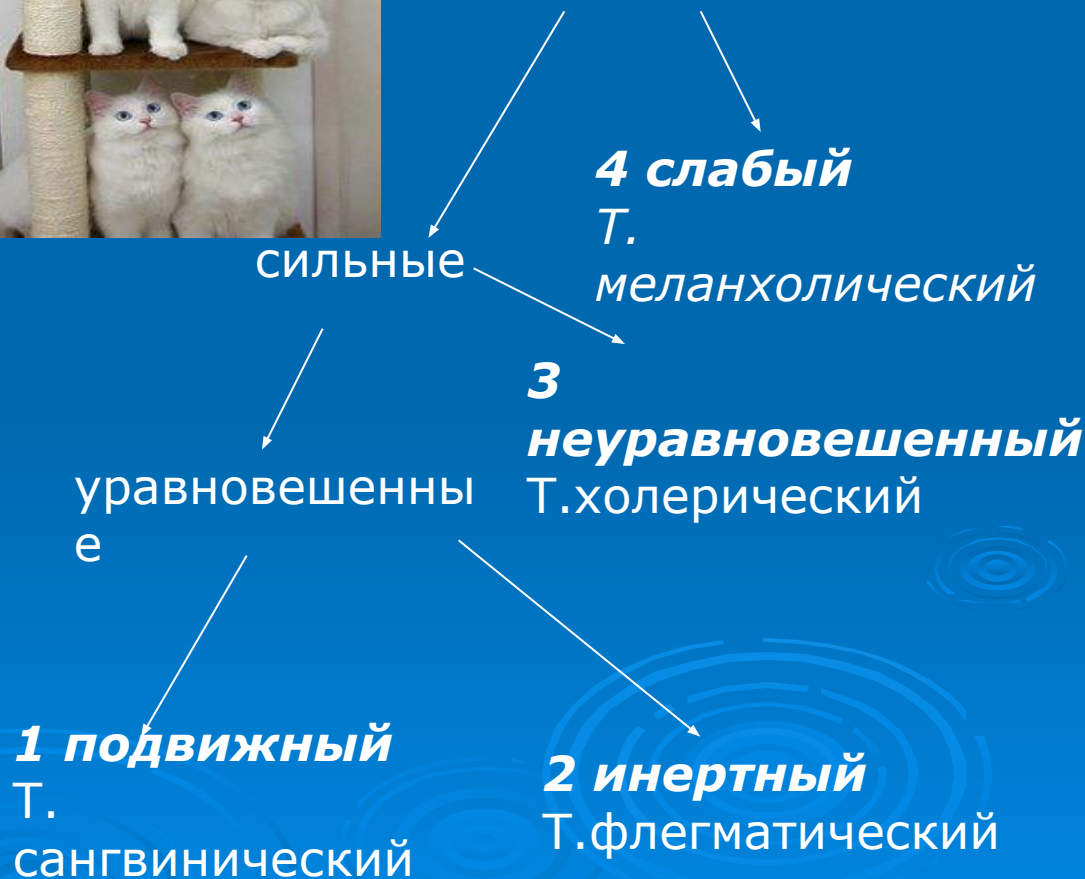 4 слабый
Т.
меланхолический
сильные
3
неуравновешенный
Т.холерический
уравновешенны
е
1 подвижный
Т.
сангвинический
2 инертный
Т.флегматический